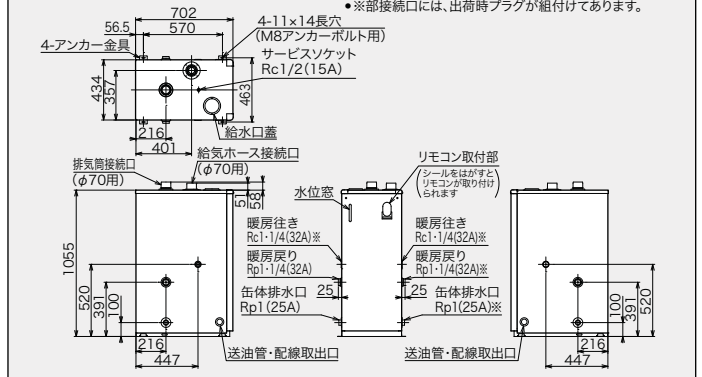 ●※部接続口には、出荷時プラグが組付けてあります。
702
56.5
570
4-11×14長穴
(M8アンカーボルト用)
4-アンカー金具
サービスソケット
Rc1/2(15A)
434
357
463
216
401
給水口蓋
給気ホース接続口
(φ70用)
排気筒接続口
(φ70用)
51
58
リモコン取付部
(シールをはがすと
リモコンが取り付け
られます)
水位窓
暖房往き
Rc1・1/4(32A)※
暖房往き
Rc1・1/4(32A)※
暖房戻り
Rp1・1/4(32A)
暖房戻り
Rp1・1/4(32A)※
25
25
缶体排水口
Rp1(25A)
缶体排水口
Rp1(25A)※
1055
520
391
100
216
447
送油管・配線取出口
送油管・配線取出口
100
391
520
216
447